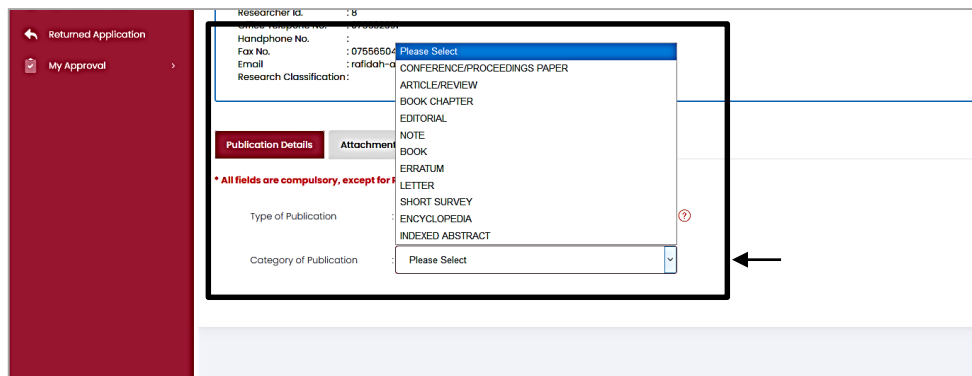 Returned Application
My Approval
Researcher Id. : 8
Handphone No. :
Fax No. : 07556504
Email : rafidah-a
Research Classification :
Please Select
CONFERENCE/PROCEEDINGS PAPER
ARTICLE/REVIEW
BOOK CHAPTER
EDITORIAL
NOTE
BOOK
ERRATUM
LETTER
SHORT SURVEY
ENCYCLOPEDIA
INDEXED ABSTRACT
Publication Details
Attachment
* All fields are compulsory, except for
Type of Publication :
?
Category of Publication : Please Select